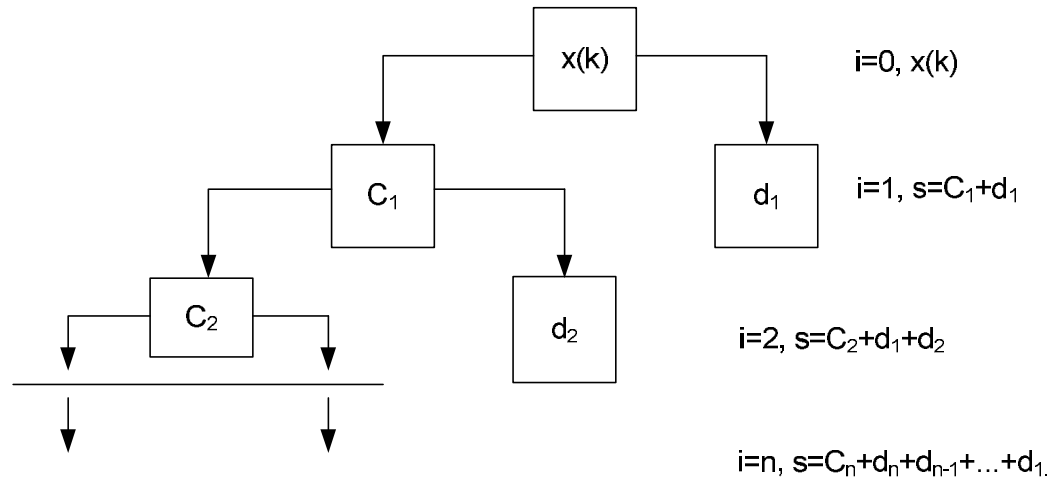 x(k)
i=0, x(k)
C₁
d₁
i=1, s=C₁+d₁
C₂
d₂
i=2, s=C₂+d₁+d₂
i=n, s=Cₙ+dₙ+dₙ₋₁+...+d₁.